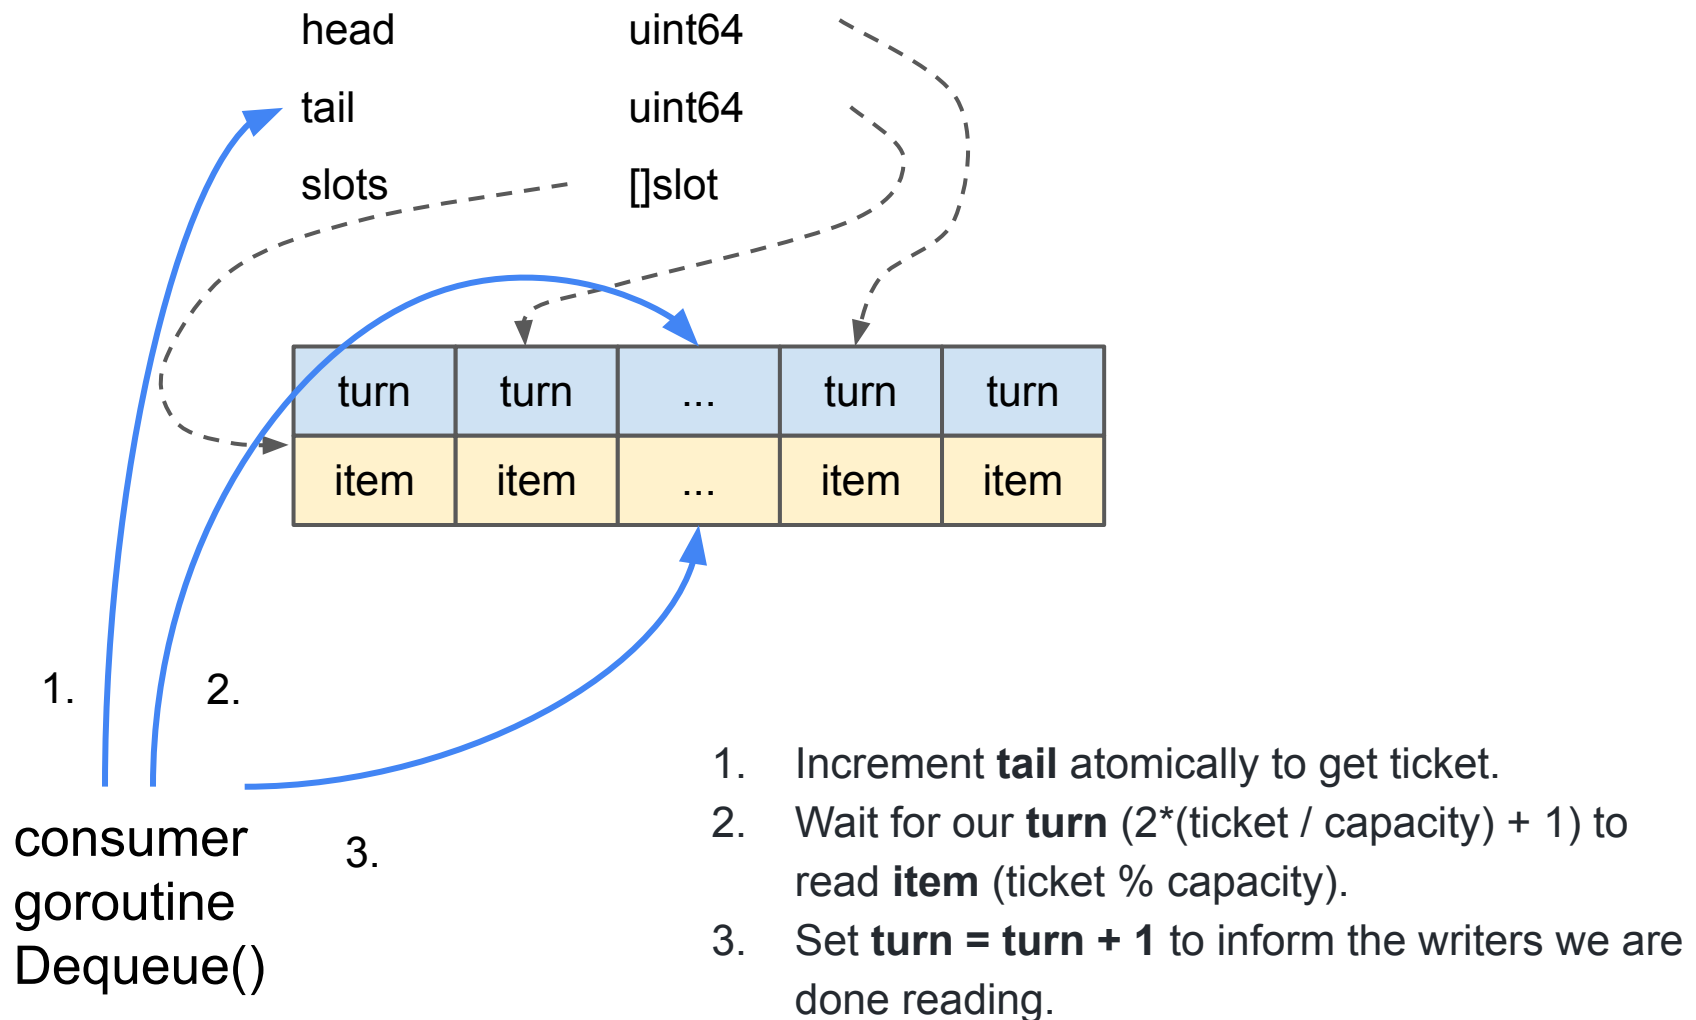 head uint64
tail uint64
slots []slot
turn turn ... turn turn
item item ... item item
1. 2.
3.
consumer
goroutine
Dequeue()
1. Increment tail atomically to get ticket.
2. Wait for our turn (2*(ticket / capacity) + 1) to
read item (ticket % capacity).
3. Set turn = turn + 1 to inform the writers we are
done reading.